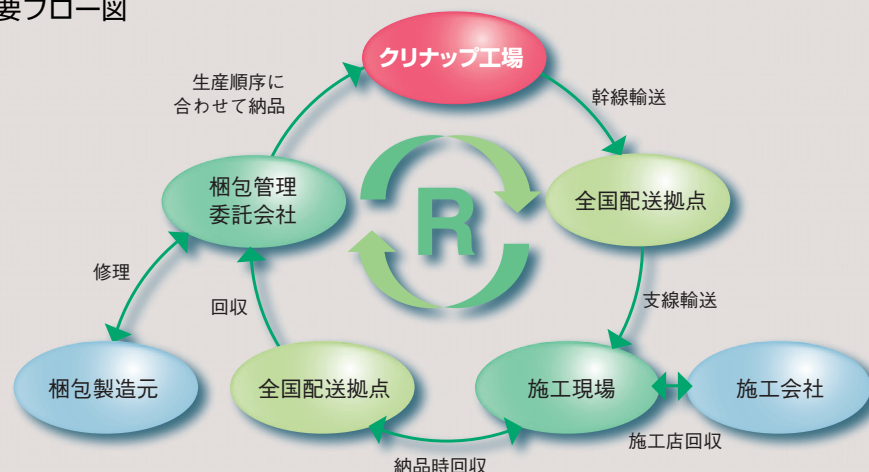 要フロー図
クリナップ工場
生産順序に
合わせて納品
幹線輸送
梱包管理
委託会社
全国配送拠点
R
修理
回収
支線輸送
梱包製造元
全国配送拠点
施工現場
施工会社
施工店回収
納品時回収